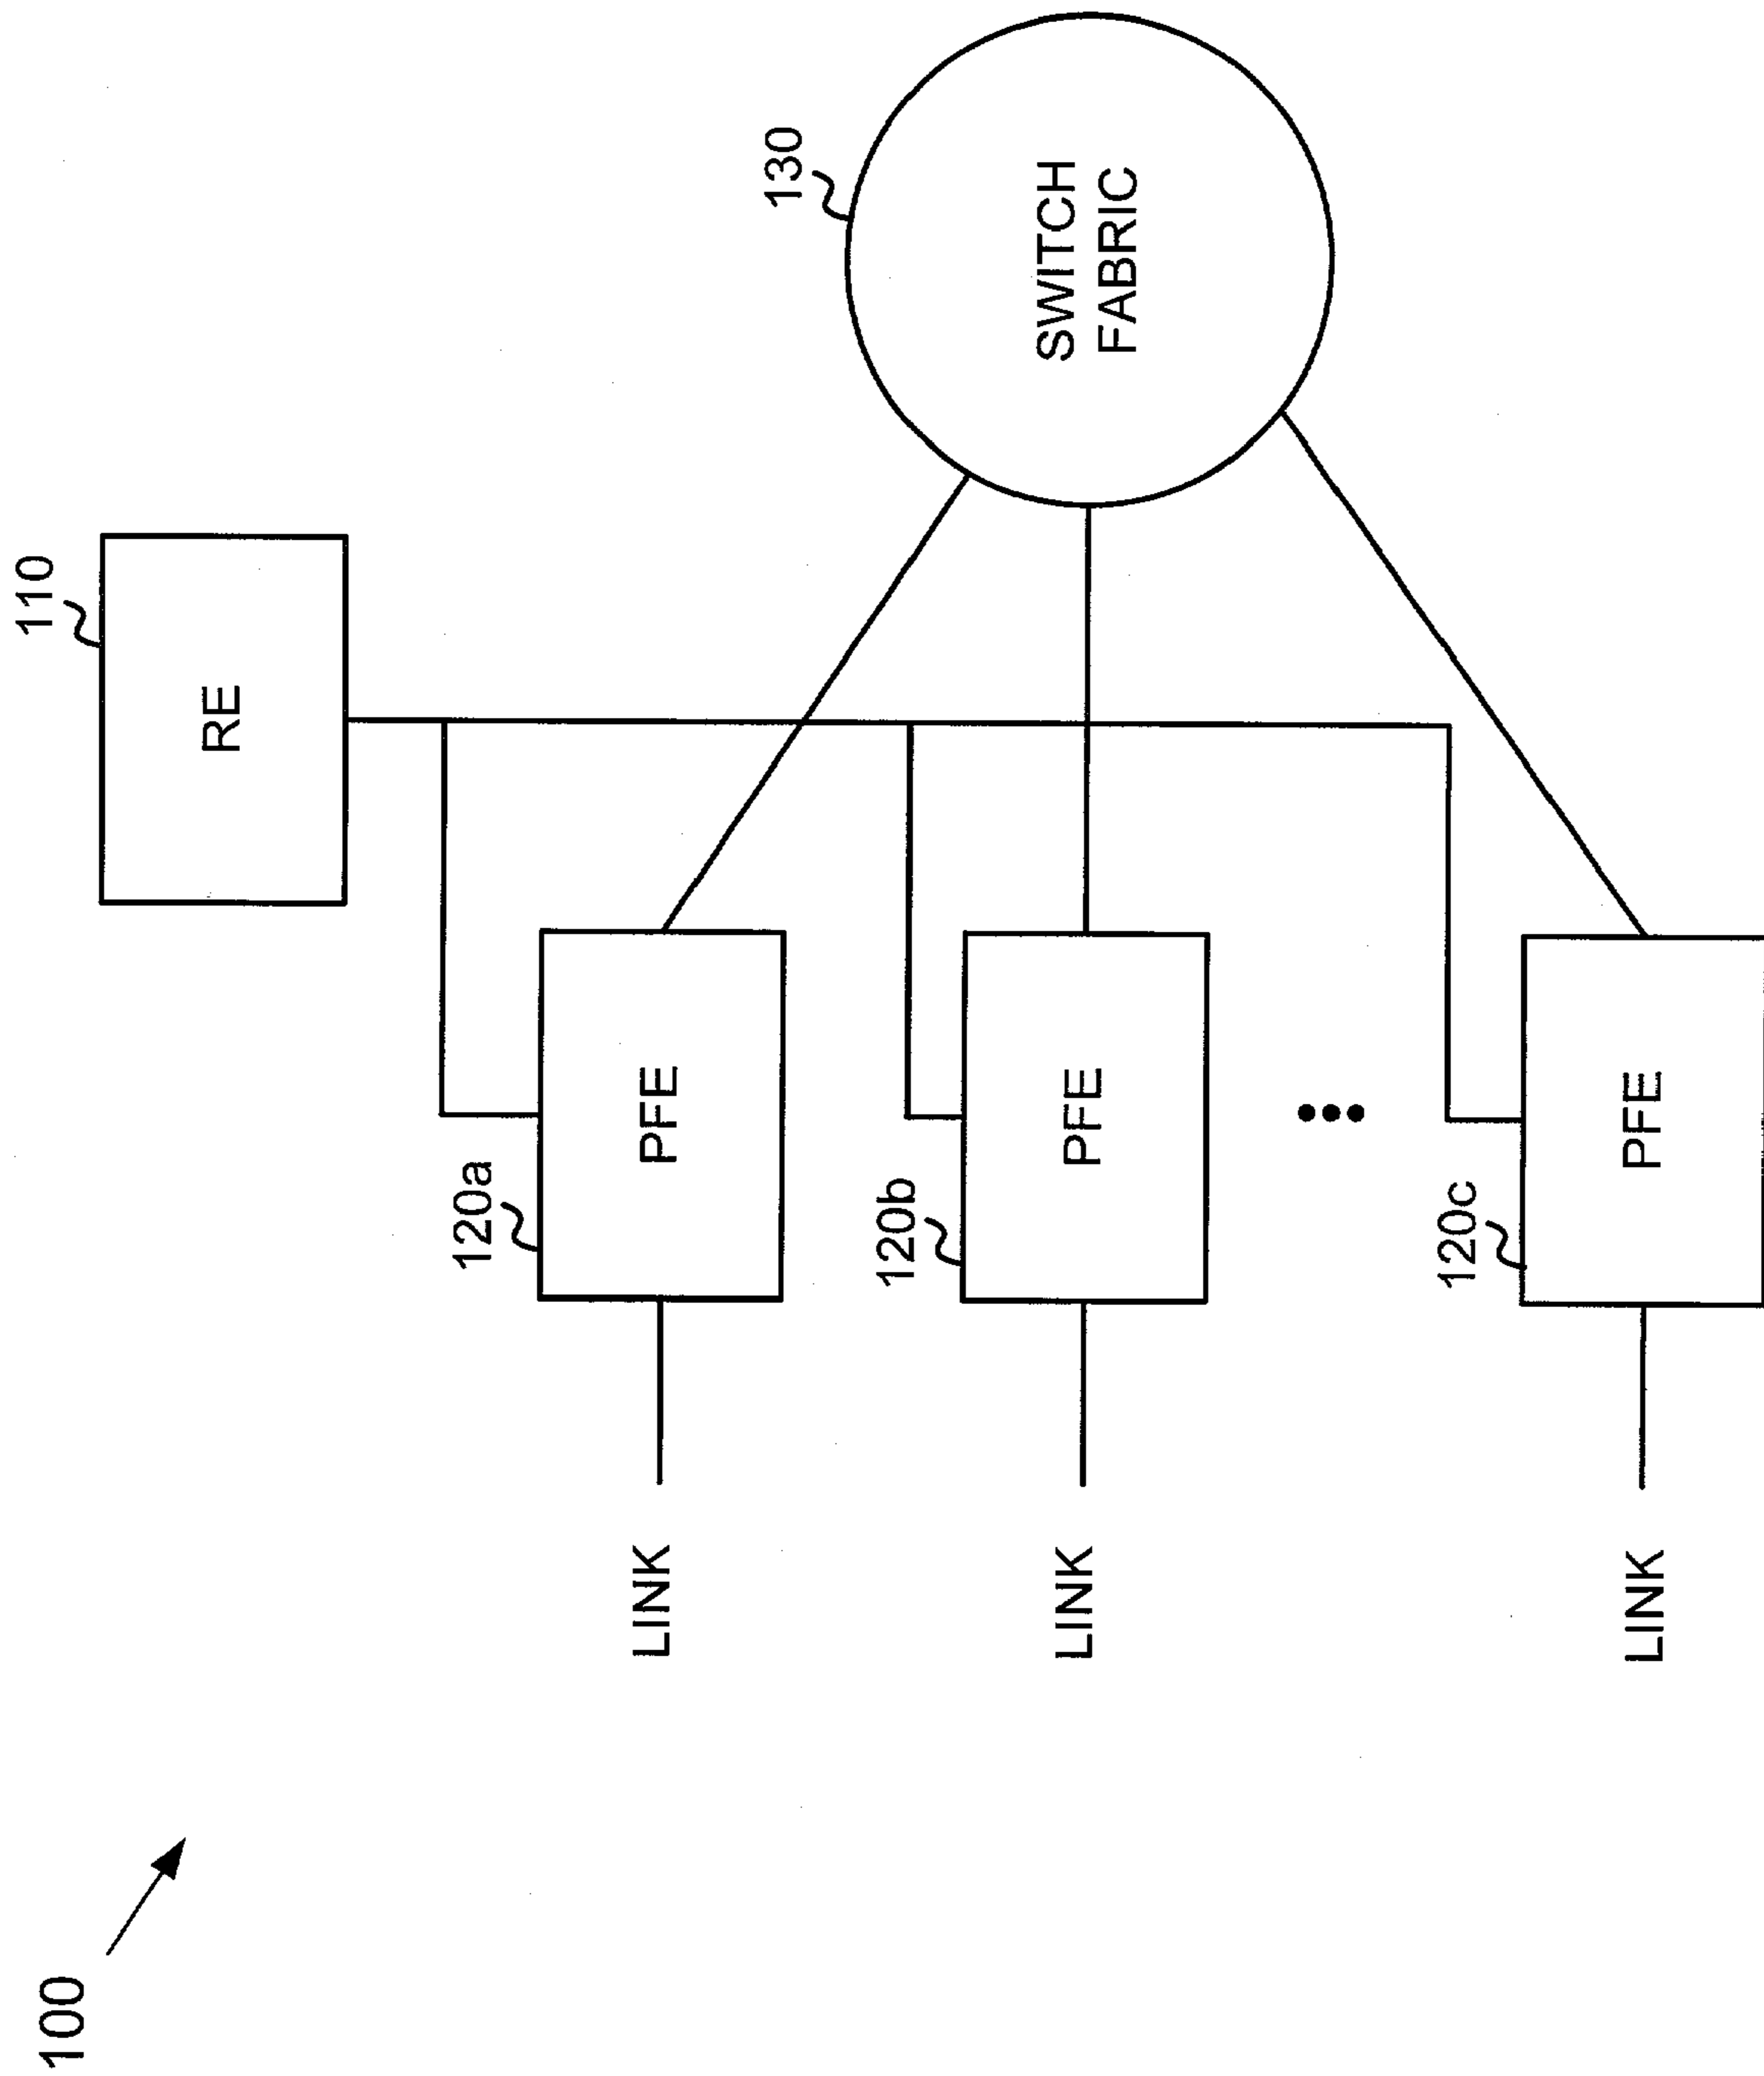 100
110
RE
120a
LINK
PFE
130
120b
LINK
PFE
SWITCH
FABRIC
120c
LINK
PFE